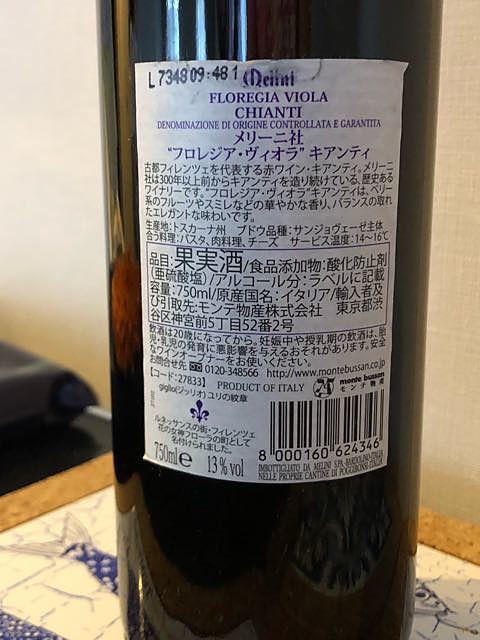 L 7348 09:48 1
Melini
FLOREGIA VIOLA
CHIANTI
DENOMINAZIONE DI ORIGINE CONTROLLATA E GARANTITA
メリーニ社
"フロレジア・ヴィオラ" キアンティ
古都フィレンツェを代表する赤ワイン・キアンティ。メリーニ
社は300年以上前からキアンティを造り続けている、歴史ある
ワイナリーです。"フロレジア・ヴィオラ"キアンティは、ベリー
系のフルーツやスミレなどの華やかな香り、バランスの取れ
たエレガントな味わいです。
生産地:トスカーナ州 ブドウ品種:サンジョヴェーゼ主体
合う料理:パスタ、肉料理、チーズ サービス温度:14~16℃
品目:果実酒/食品添加物:酸化防止剤
(亜硫酸塩)/アルコール分:ラベルに記載
容量:750ml/原産国名:イタリア/輸入者及
び引取先:モンテ物産株式会社 東京都渋
谷区神宮前5丁目52番2号
飲酒は20歳になってから。妊娠中や授乳期の飲酒は、胎
児・乳児の発育に悪影響を与えるおそれがあります。安全
なワインオープナーをお使いください。
お問合せ先 0120-348566 http://www.montebussan.co.jp
【コード:27833】 PRODUCT OF ITALY monte bussan
モンテ物産
giglio(ジッリオ)ユリの紋章
ルネッサンスの街・フィレンツェ
花の女神フローラの町として
名付けられました。
750ml e 13% vol
8 000160 624346
IMBOTTIGLIATO DA MELINI S.P.A.-BARDOLINO-ITALIA
NELLE PROPRIE CANTINE DI POGGIBONSI-ITALIA